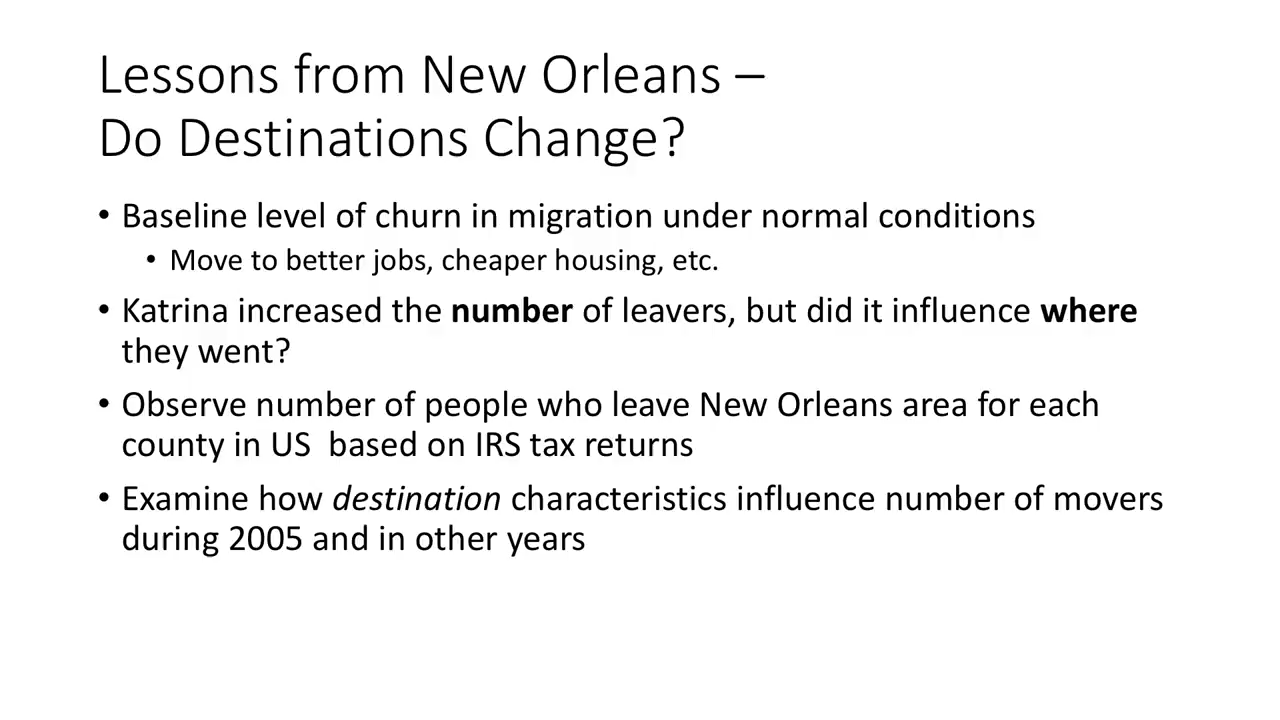 Lessons from New Orleans –
Do Destinations Change?
• Baseline level of churn in migration under normal conditions
• Move to better jobs, cheaper housing, etc.
• Katrina increased the number of leavers, but did it influence where
they went?
• Observe number of people who leave New Orleans area for each
county in US  based on IRS tax returns
• Examine how destination characteristics influence number of movers
during 2005 and in other years